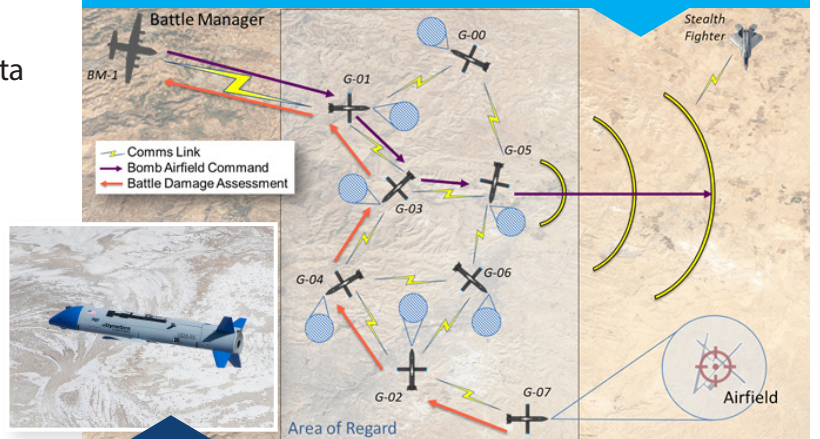 ta
Battle Manager
BM-1
G-00
Stealth
Fighter
G-01
G-05
Comms Link
Bomb Airfield Command
Battle Damage Assessment
G-03
G-04
G-06
G-02
G-07
Airfield
Area of Regard
Dynetics